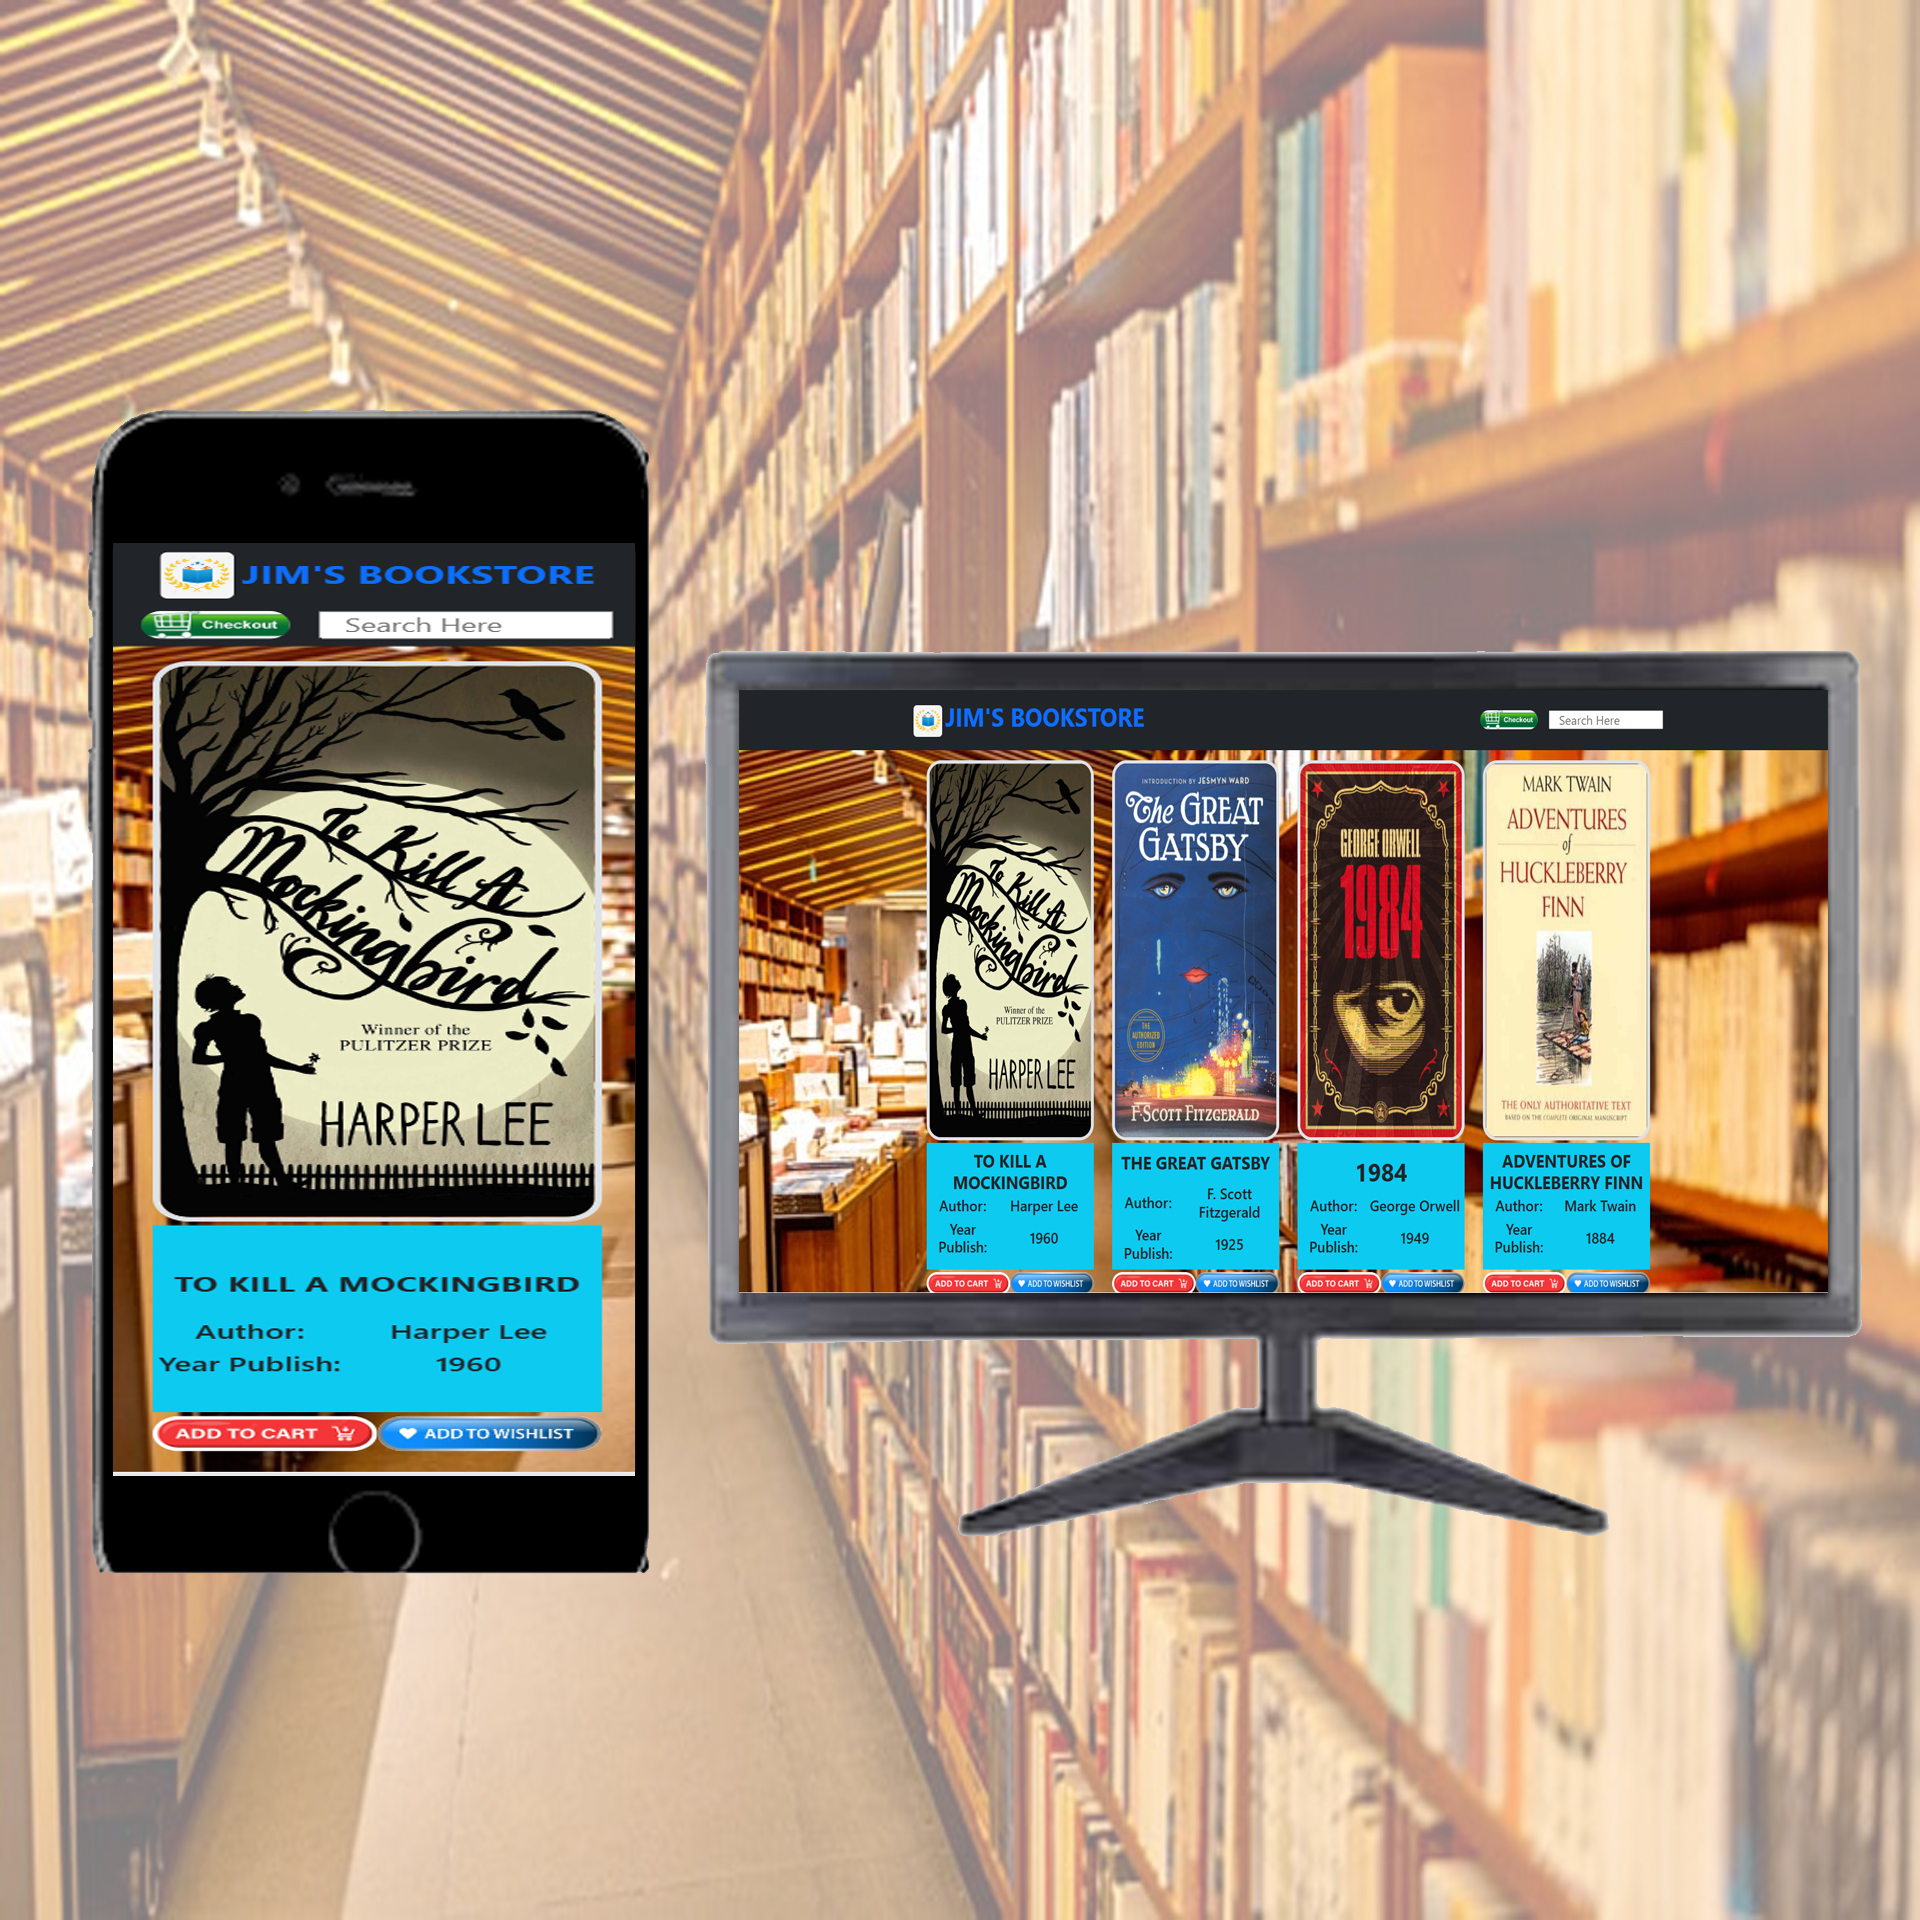 JIM'S BOOKSTORE
Checkout
Search Here
To Kill A
Mockingbird
Winner of the
PULITZER PRIZE
HARPER LEE
TO KILL A MOCKINGBIRD
Author: Harper Lee
Year Publish: 1960
ADD TO CART
ADD TO WISHLIST
JIM'S BOOKSTORE
Checkout
Search Here
To Kill A
Mockingbird
Winner of the
PULITZER PRIZE
HARPER LEE
TO KILL A
MOCKINGBIRD
Author: Harper Lee
Year
Publish: 1960
ADD TO CART
ADD TO WISHLIST
INTRODUCTION BY JESMYN WARD
The GREAT
GATSBY
THE
AUTHORIZED
EDITION
F·SCOTT FITZGERALD
THE GREAT GATSBY
Author: F. Scott
Fitzgerald
Year
Publish: 1925
ADD TO CART
ADD TO WISHLIST
GEORGE ORWELL
1984
1984
Author: George Orwell
Year
Publish: 1949
ADD TO CART
ADD TO WISHLIST
MARK TWAIN
ADVENTURES
of
HUCKLEBERRY
FINN
THE ONLY AUTHORITATIVE TEXT
BASED ON THE COMPLETE ORIGINAL MANUSCRIPT
ADVENTURES OF
HUCKLEBERRY FINN
Author: Mark Twain
Year
Publish: 1884
ADD TO CART
ADD TO WISHLIST